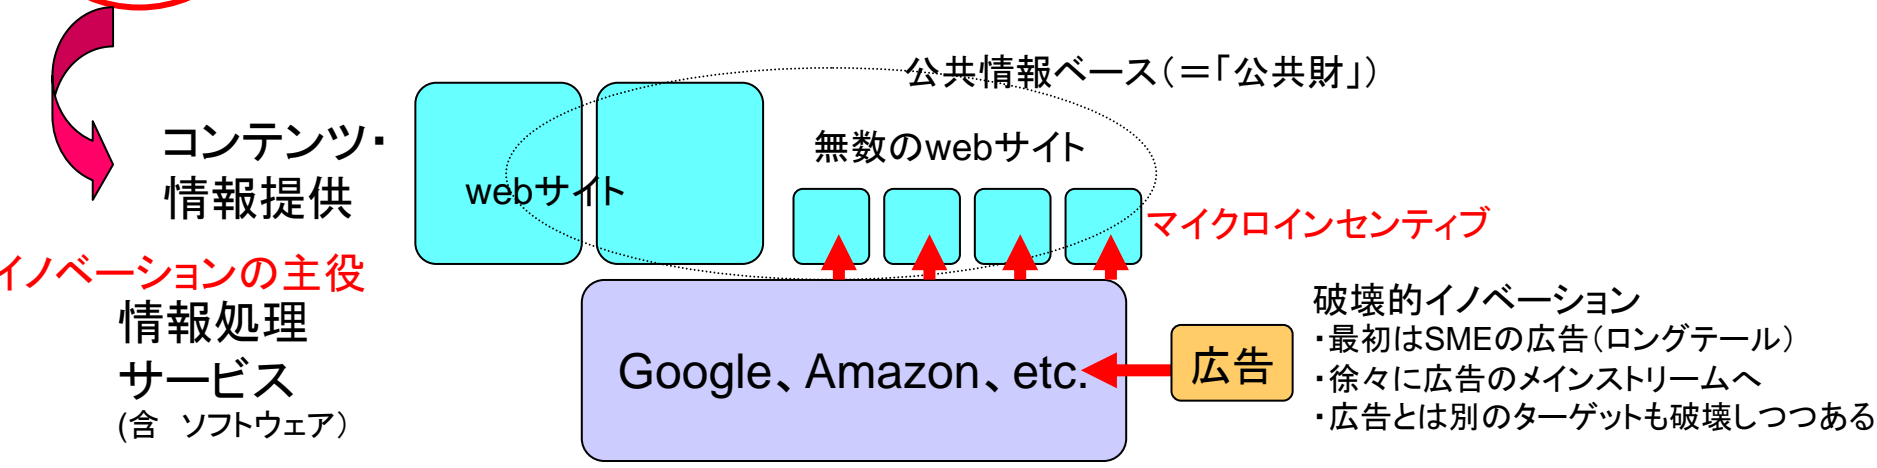 公共情報ベース(=「公共財」)
コンテンツ・
情報提供
webサイト
無数のwebサイト
マイクロインセンティブ
イノベーションの主役
情報処理
サービス
(含 ソフトウェア)
Google、Amazon、etc.
広告
破壊的イノベーション
・最初はSMEの広告(ロングテール)
・徐々に広告のメインストリームへ
・広告とは別のターゲットも破壊しつつある